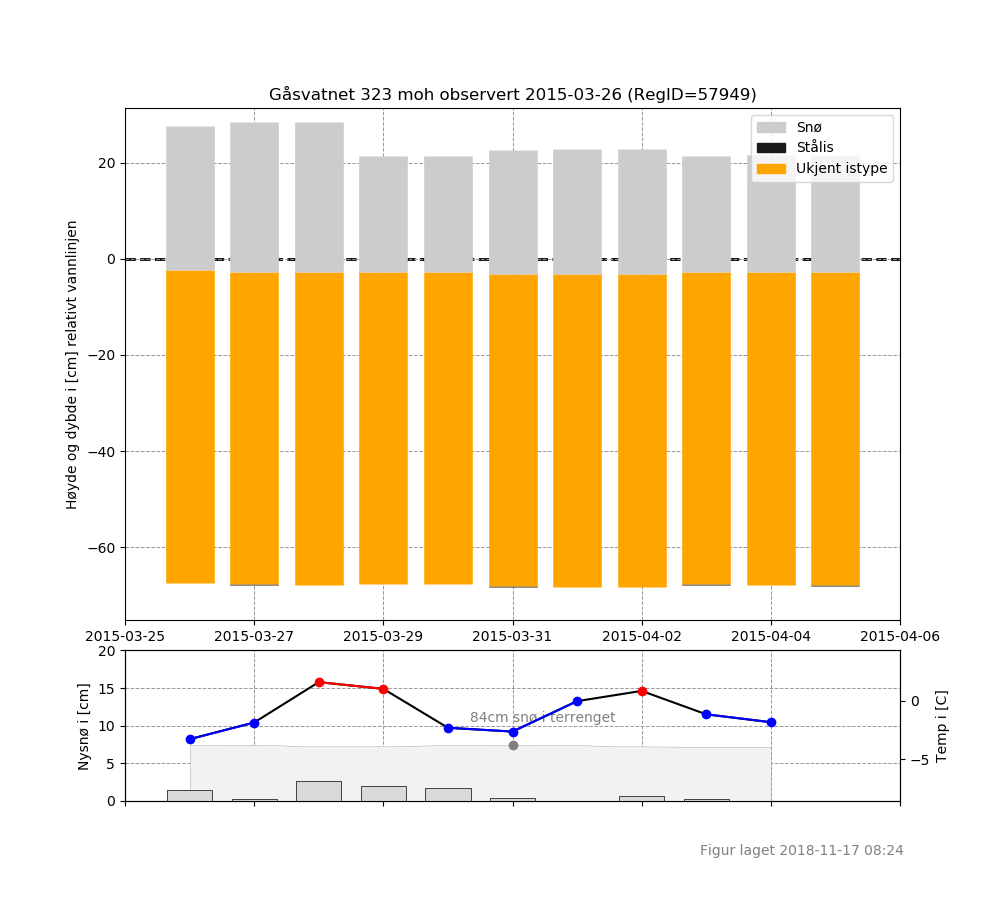 Gåsvatnet 323 moh observert 2015-03-26 (RegID=57949)
Snø
Stålis
Ukjent istype
Høyde og dybde i [cm] relativt vannlinjen
20
0
−20
−40
−60
2015-03-25 2015-03-27 2015-03-29 2015-03-31 2015-04-02 2015-04-04 2015-04-06
Nysnø i [cm]
20
15
10
5
0
84cm snø i terrenget
0
−5
Temp i [C]
Figur laget 2018-11-17 08:24